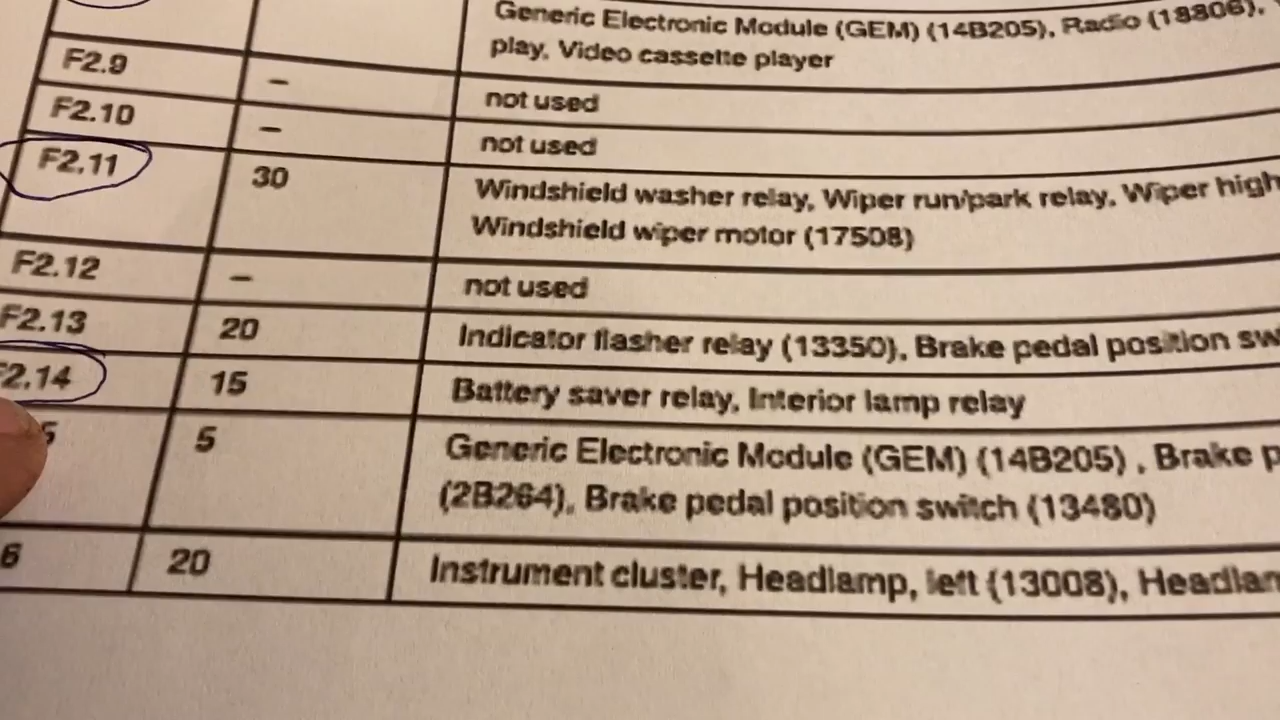 Generic Electronic Module (GEM) (14B205), Radio (18806),
play, Video cassette player
F2.9 – not used
F2.10 – not used
F2.11 30 Windshield washer relay, Wiper run/park relay, Wiper high
Windshield wiper motor (17508)
F2.12 – not used
F2.13 20 Indicator flasher relay (13350), Brake pedal position sw
F2.14 15 Battery saver relay, Interior lamp relay
5 5 Generic Electronic Module (GEM) (14B205) , Brake p
(2B264), Brake pedal position switch (13480)
6 20 Instrument cluster, Headlamp, left (13008), Headlam